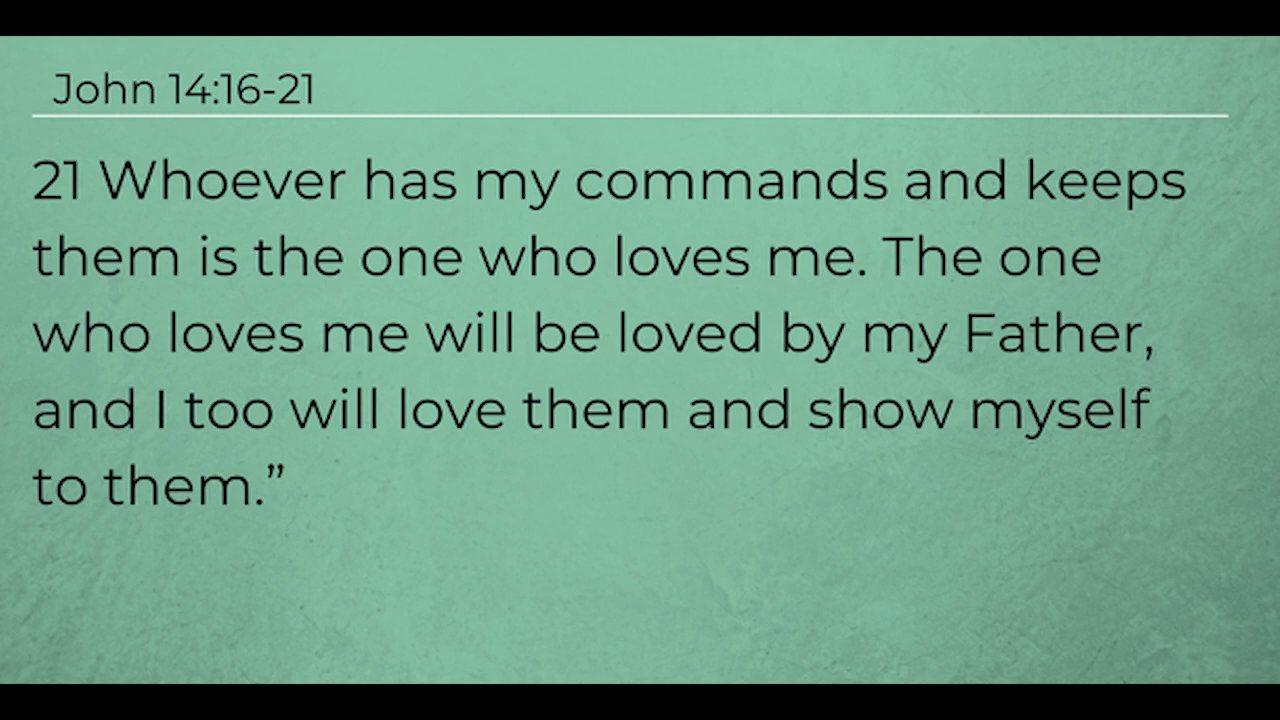 John 14:16-21
21 Whoever has my commands and keeps
them is the one who loves me. The one
who loves me will be loved by my Father,
and I too will love them and show myself
to them.”